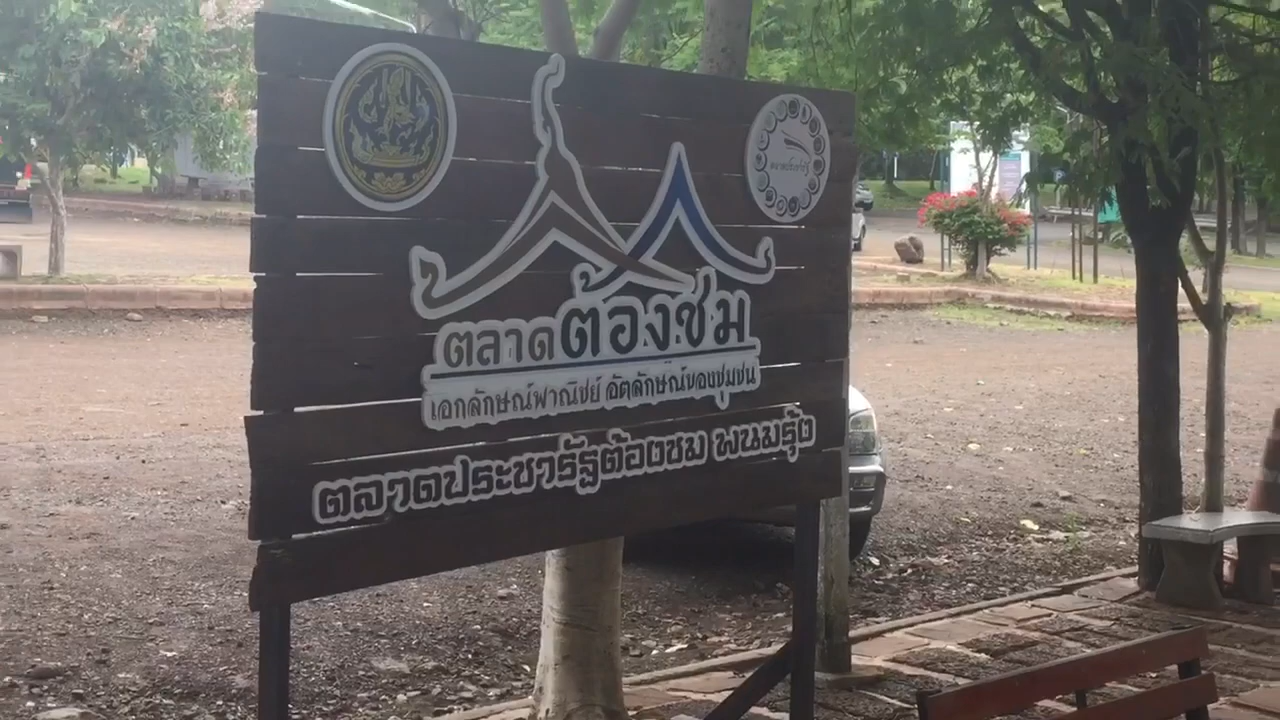 ตลาดต้องชม
เอกลักษณ์พาณิชย์ อัตลักษณ์ของชุมชน
ตลาดประชารัฐต้องชม พนมรุ้ง